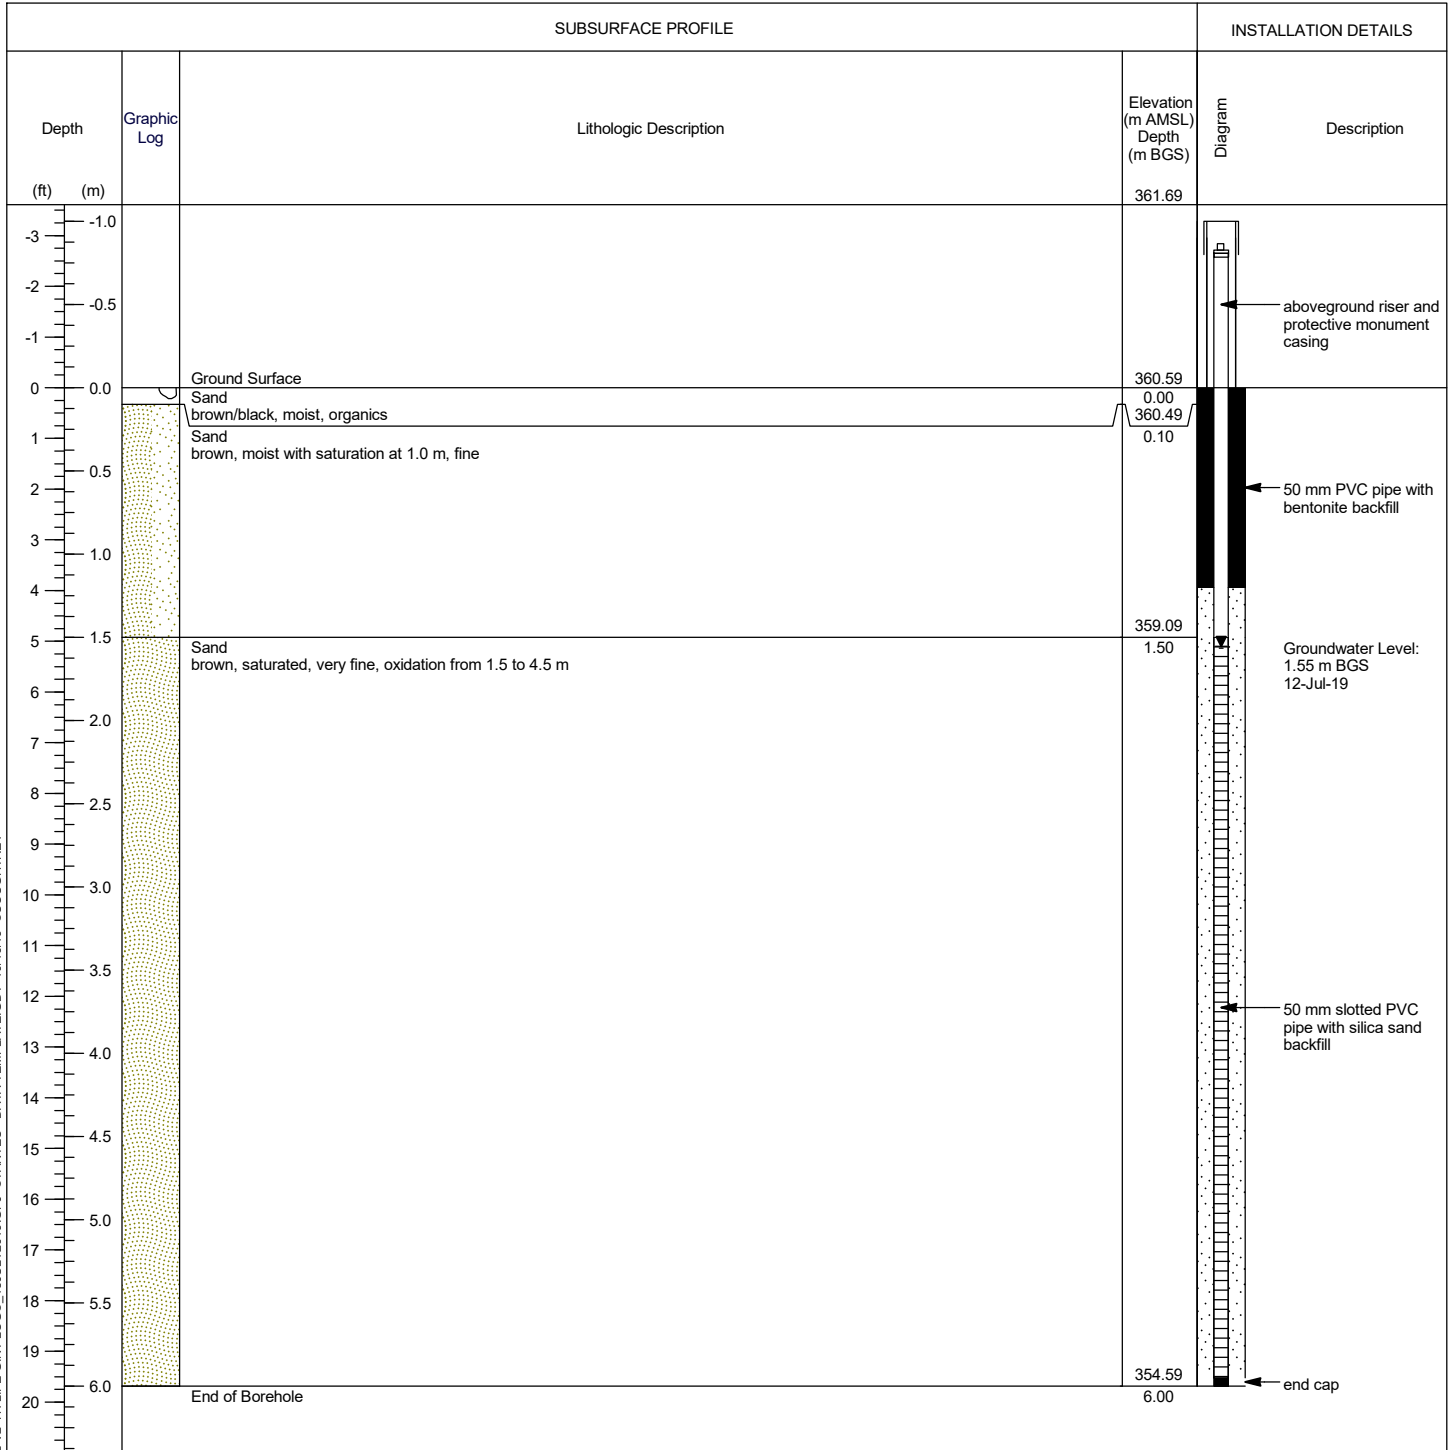 SUBSURFACE PROFILE
INSTALLATION DETAILS
Depth
(ft) (m)
Graphic
Log
Lithologic Description
Elevation
(m AMSL)
Depth
(m BGS)
361.69
Diagram
Description
-1.0
-3
-2
-0.5
-1
0
0.0
1
0.5
2
3
1.0
4
5
1.5
6
2.0
7
8
2.5
9
3.0
10
11
3.5
12
13
4.0
14
4.5
15
16
5.0
17
18
5.5
19
6.0
20
Ground Surface
360.59
Sand
0.00
brown/black, moist, organics
360.49
Sand
0.10
brown, moist with saturation at 1.0 m, fine
359.09
Sand
1.50
brown, saturated, very fine, oxidation from 1.5 to 4.5 m
354.59
End of Borehole
6.00
aboveground riser and
protective monument
casing
50 mm PVC pipe with
bentonite backfill
Groundwater Level:
1.55 m BGS
12-Jul-19
50 mm slotted PVC
pipe with silica sand
backfill
end cap